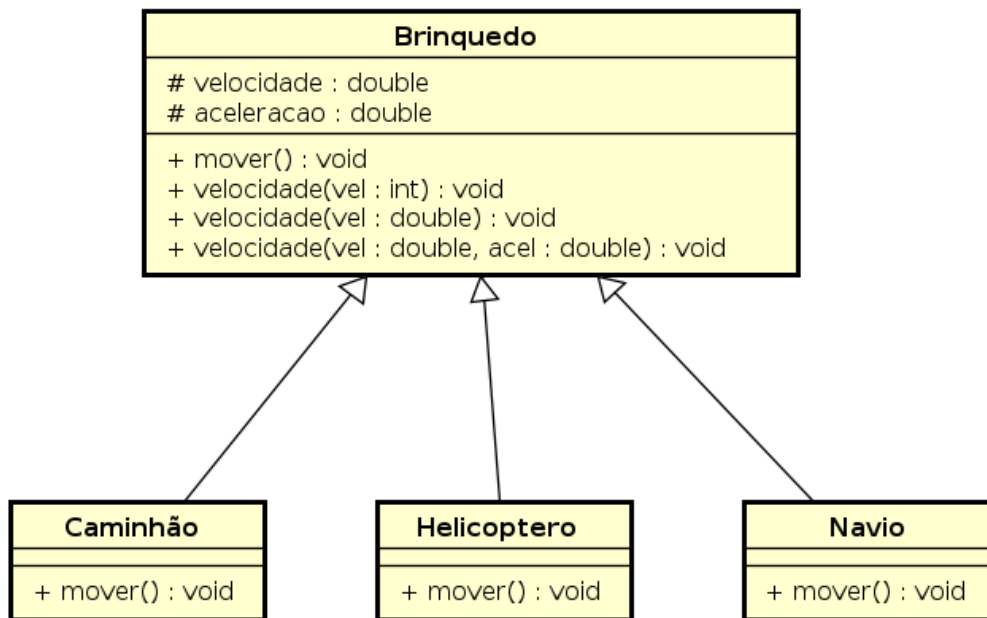 Brinquedo
# velocidade : double
# aceleracao : double
+ mover() : void
+ velocidade(vel : int) : void
+ velocidade(vel : double) : void
+ velocidade(vel : double, acel : double) : void
Caminhão
+ mover() : void
Helicoptero
+ mover() : void
Navio
+ mover() : void